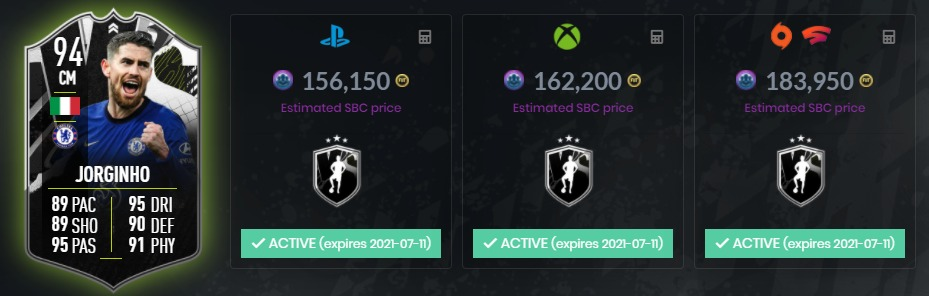 94
CM
JORGINHO
89 PAC 95 DRI
89 SHO 90 DEF
95 PAS 91 PHY
156,150
Estimated SBC price
ACTIVE (expires 2021-07-11)
162,200
Estimated SBC price
ACTIVE (expires 2021-07-11)
183,950
Estimated SBC price
ACTIVE (expires 2021-07-11)